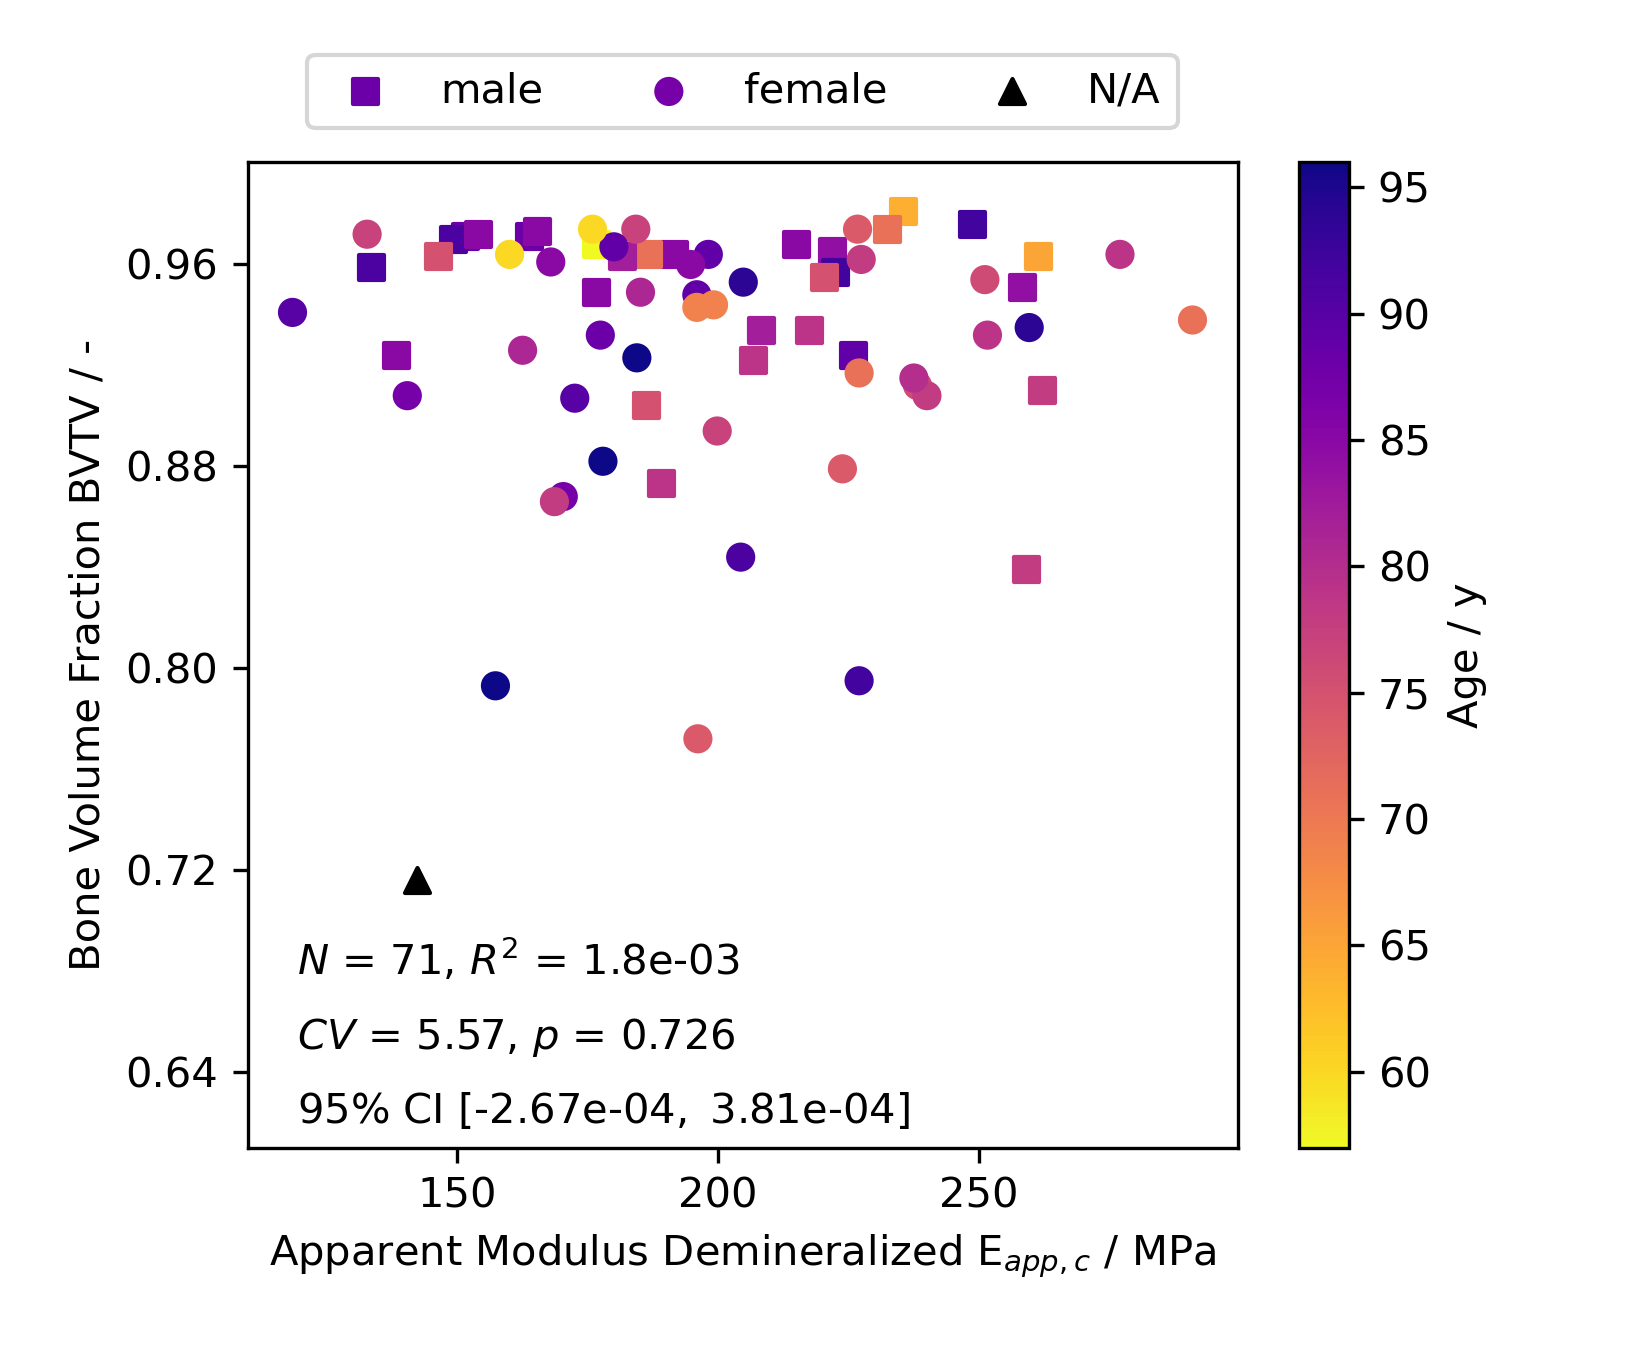 male female N/A
0.96
0.88
0.80
0.72
0.64
Bone Volume Fraction BVTV / -
N = 71, R² = 1.8e-03
CV = 5.57, p = 0.726
95% CI [-2.67e-04, 3.81e-04]
150 200 250
Apparent Modulus Demineralized E_app,c / MPa
95
90
85
80
75
70
65
60
Age / y